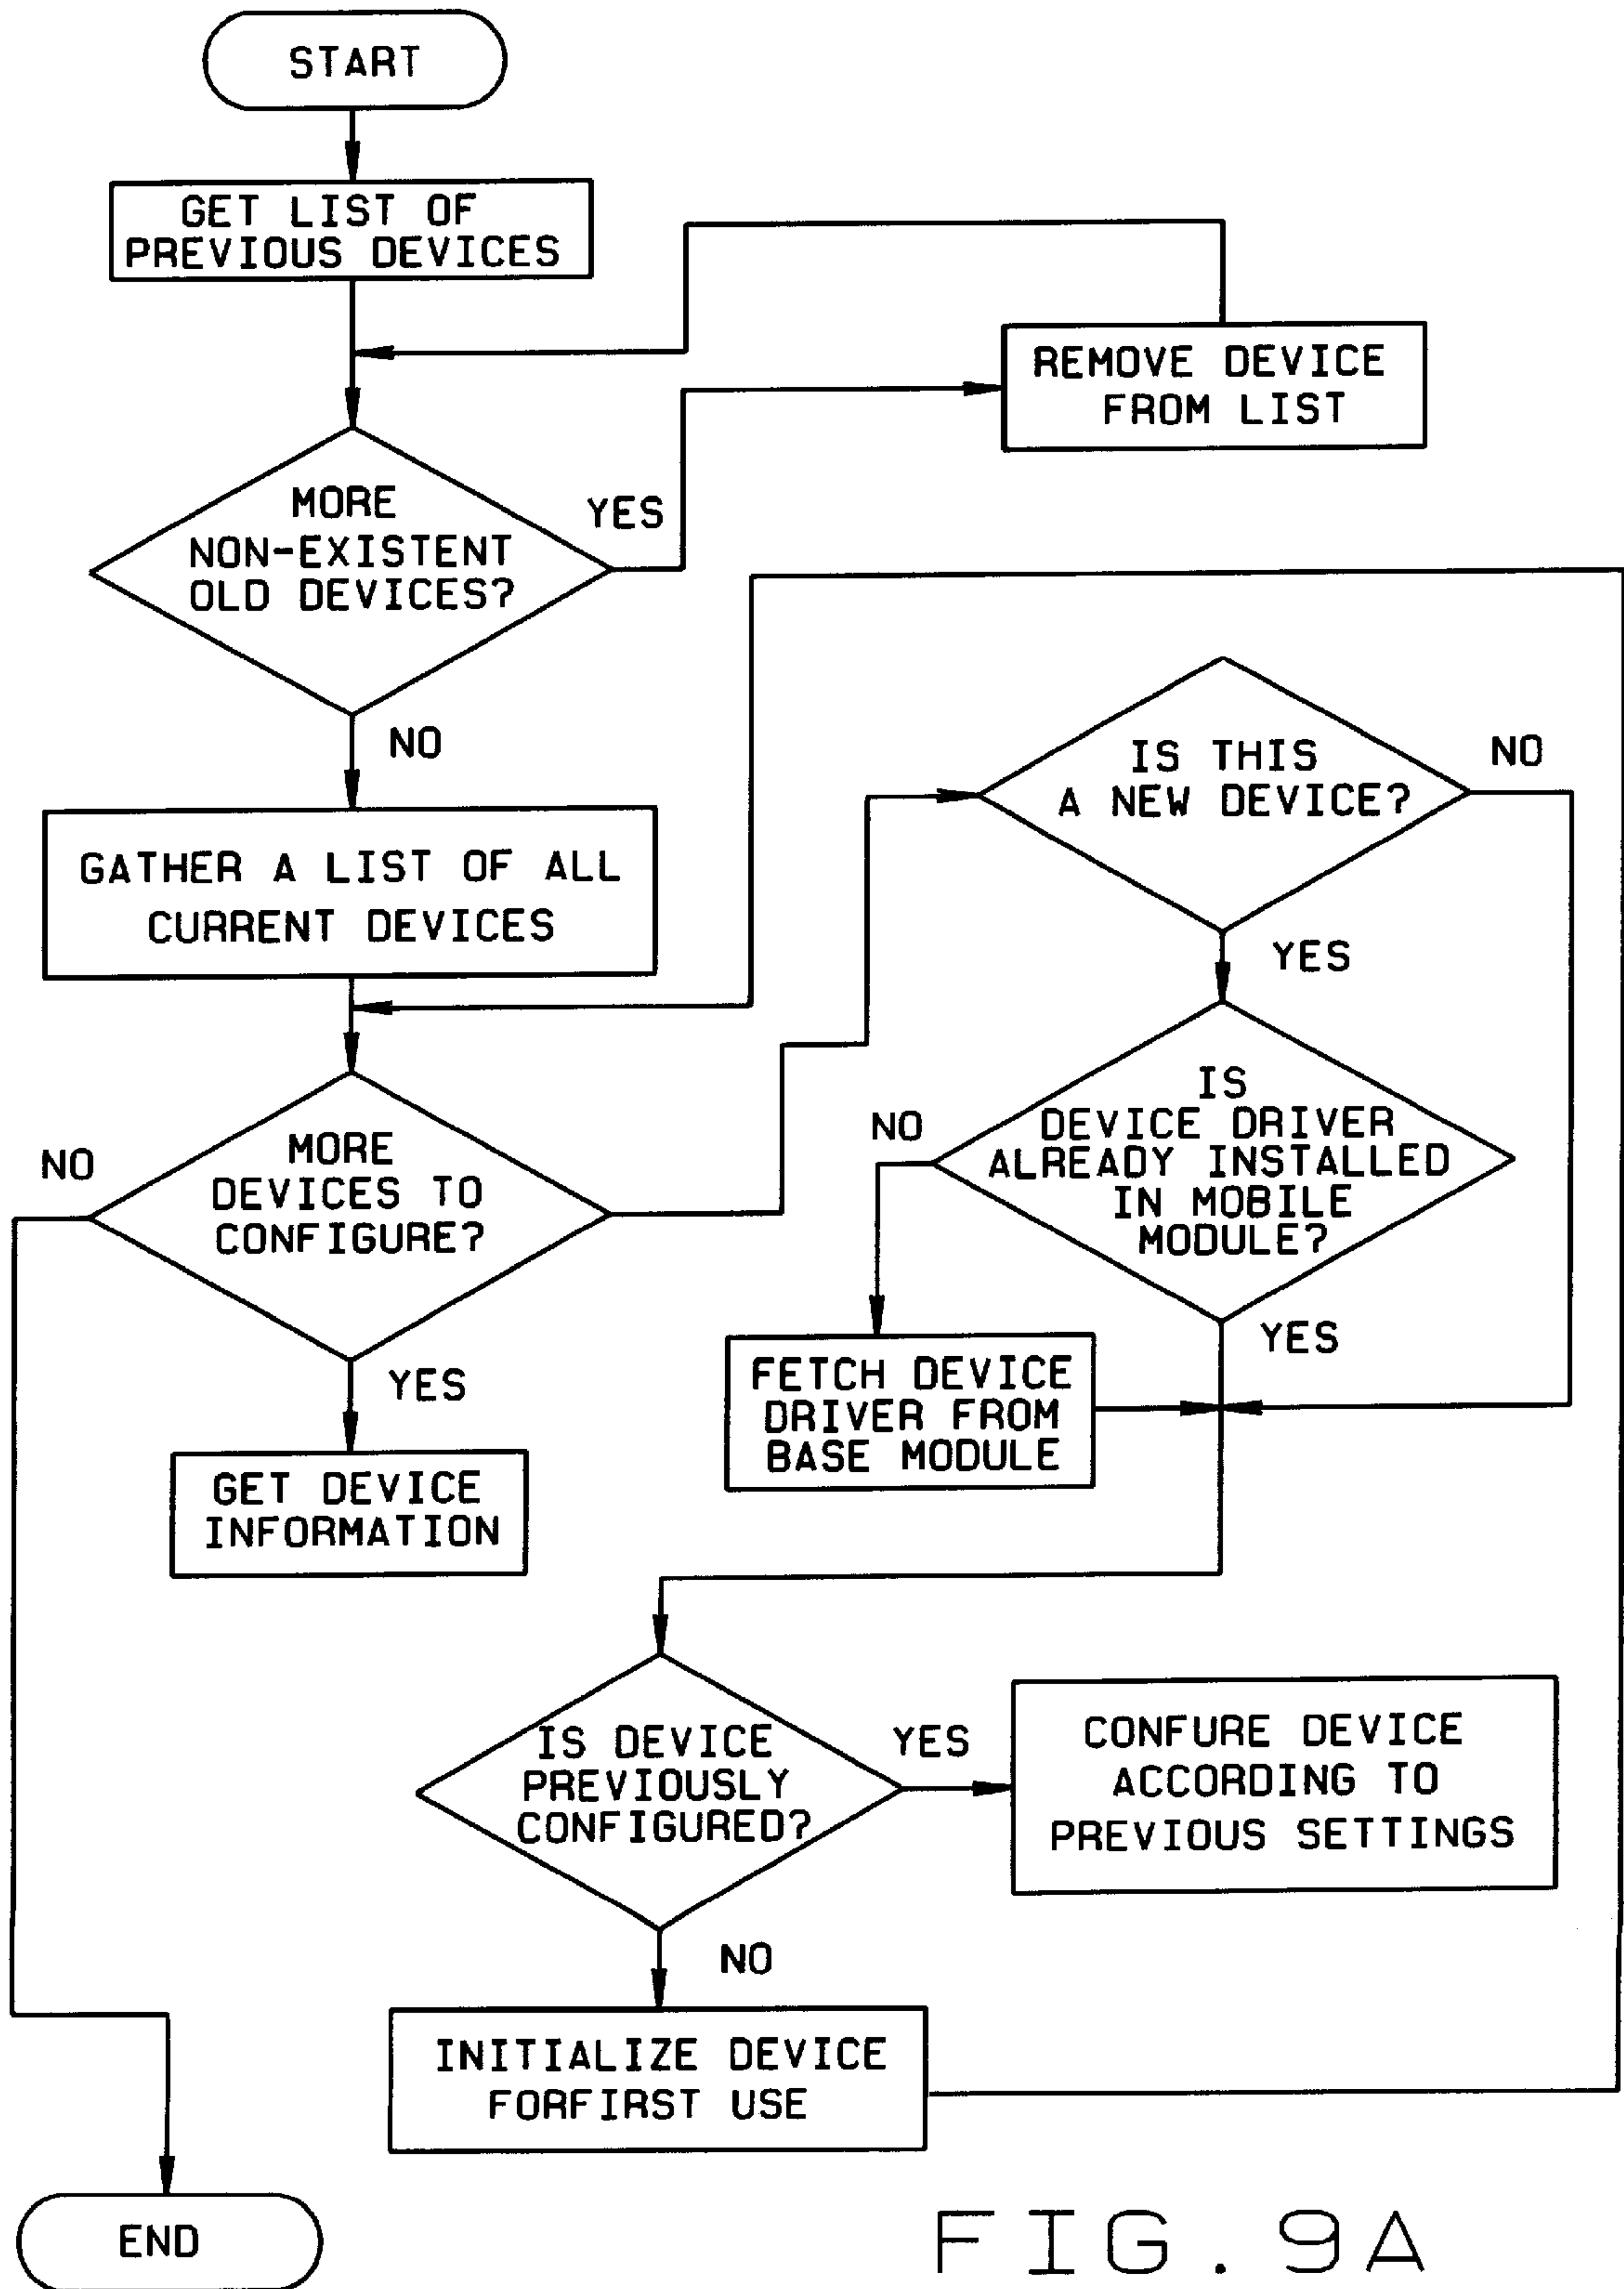 START
GET LIST OF
PREVIOUS DEVICES
REMOVE DEVICE
FROM LIST
MORE
NON-EXISTENT
OLD DEVICES?
YES
NO
GATHER A LIST OF ALL
CURRENT DEVICES
IS THIS
A NEW DEVICE?
NO
YES
MORE
DEVICES TO
CONFIGURE?
NO
YES
GET DEVICE
INFORMATION
IS
DEVICE DRIVER
ALREADY INSTALLED
IN MOBILE
MODULE?
NO
YES
FETCH DEVICE
DRIVER FROM
BASE MODULE
IS DEVICE
PREVIOUSLY
CONFIGURED?
YES
CONFURE DEVICE
ACCORDING TO
PREVIOUS SETTINGS
NO
INITIALIZE DEVICE
FORFIRST USE
END
FIG. 9A